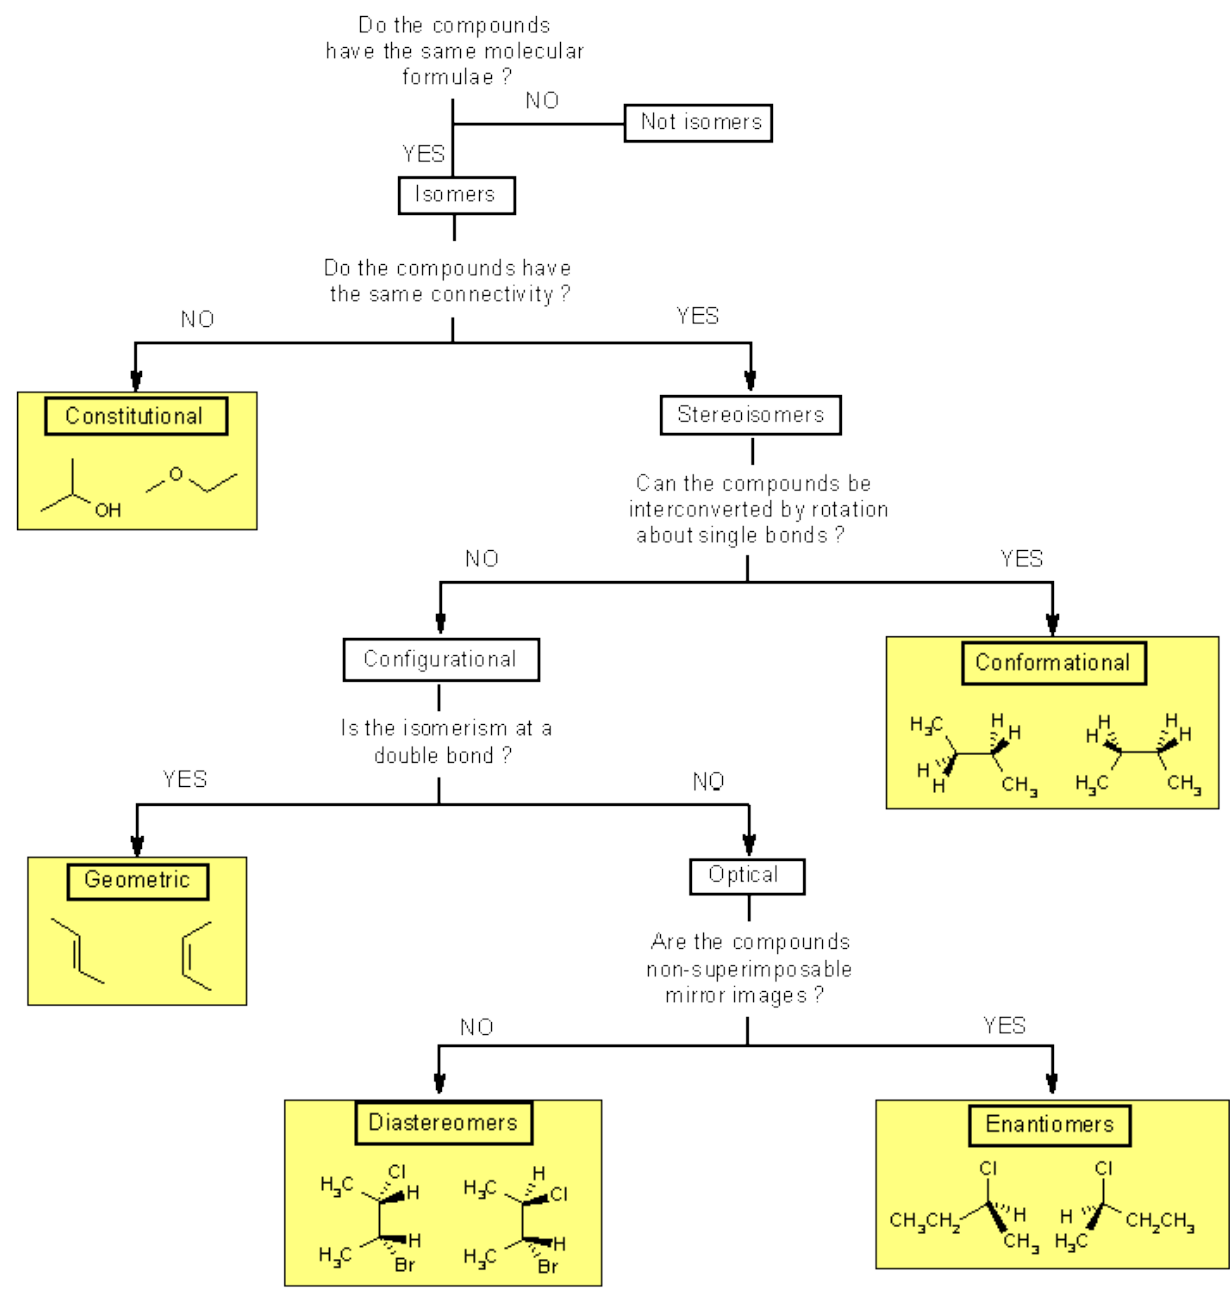 Do the compounds
have the same molecular
formulae ?
NO
Not isomers
YES
Isomers
Do the compounds have
the same connectivity ?
NO
YES
Constitutional
O
OH
Stereoisomers
Can the compounds be
interconverted by rotation
about single bonds ?
NO
YES
Configurational
Conformational
H₃C
H
H
H
H
CH₃
H
H
H
H
H₃C
CH₃
Is the isomerism at a
double bond ?
YES
NO
Geometric
Optical
Are the compounds
non-superimposable
mirror images ?
NO
YES
Diastereomers
H₃C
Cl
H
H₃C
H
Br
H₃C
H
Cl
H₃C
H
Br
Enantiomers
Cl
CH₃CH₂
H
CH₃
Cl
H
H₃C
CH₂CH₃